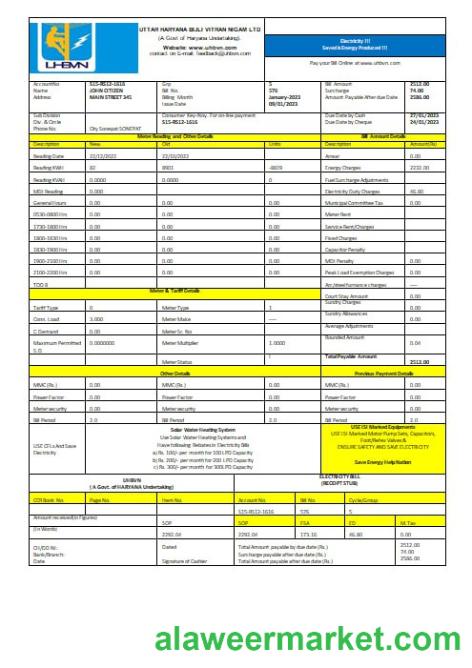 UTTAR HARYANA BIJLI VITRAN NIGAM LTD
(A Govt of Haryana Undertaking).
Website: www.uhbvn.com
contact on E-mail: feedback@uhbvn.com
UHBVN
Electricity !!!
Saved is Energy Produced !!!
Pay your Bill Online at www.uhbvn.com
Account No 515-RS12-1616 Grp 5 Bill Amount 2512.00
Name JOHN CITIZEN Bill No. 576 Surcharge 74.00
Address MAIN STREET 345 Billing Month January-2023 Amount Payable After due Date 2586.00
Issue Date 09/01/2023
Sub Division Consumer Key-Nay. For on-line payment Due Date by Cash 27/01/2023
Div. & Circle 515-RS12-1616 Due Date by Cheque 24/01/2023
Phone No: City Sonepat SONEPAT
Meter Reading and Other Details Bill Amount Details
Description New Old Units Description Amount(Rs)
Reading Date 22/12/2022 22/10/2022 Arrear 0.00
Reading KWH 82 8901 Energy Charges 2292.00
Reading KVAH 0.0000 0.0000 0 Fuel Surcharge Adjustments
MDI Reading 0.000 Electricity Duty Charges 46.80
General Hours 0.00 0.00 0.00 Municipal Committee Tax 0.00
0530-0800 Hrs 0.00 0.00 0.00 Meter Rent
1730-1800 Hrs 0.00 0.00 0.00 Service Rent/Charges
1800-1830 Hrs 0.00 0.00 0.00 Fixed Charges
1830-1900 Hrs 0.00 0.00 0.00 Capacitor Penalty
1900-2100 Hrs 0.00 0.00 0.00 MDI Penalty 0.00
2100-2200 Hrs 0.00 0.00 0.00 Peak Load Exemption Charges 0.00
TOD 8 Arc/steel furnace charges ----
Meter & Tariff Details Court Stay Amount 0.00
Sundry Charges 0.00
Tariff Type 0 Meter Type 1 Sundry Allowances 0.00
Conn. Load 3.000 Meter Make ---- Average Adjustments
C Demand 0.00 Meter Sr. No
Maximum Permitted S.O 0.0000000 Meter Multiplier 1.0000 Rounded Amount 0.04
Meter Status Total Payable Amount 2512.00
Other Details Previous Payment Details
MMC (Rs.) 0.00 MMC (Rs.) 0.00 MMC (Rs.) 0.00
Power Factor 0.00 Power Factor 0.00 Power Factor 0.00
Meter security 0.00 Meter security 0.00 Meter security 0.00
Bill Period 2.0 Bill Period 2.0 Bill Period 2.0
USE CFLs And Save Electricity
Solar Water Heating System
Use Solar Water Heating Systems and
Have following Rebates in Electricity Bills
a) Rs. 100/- per month for 100 LPD Capacity
b) Rs. 200/- per month for 200 LPD Capacity
c) Rs. 300/- per month for 300LPD Capacity
USE ISI Marked Equipments
USE ISI Marked Motor Pump Sets, Capacitors,
Foot/Reflex Valves &
ENSURE SAFETY AND SAVE ELECTRICITY
Save Energy Help Nation
UHBVN
(A Govt. of HARYANA Undertaking)
ELECTRICITY BILL
(RECEIPT STUB)
CCR Book No. Page No. Item No. Account No. Bill No. Cycle/Group
515-RS12-1616 576 5
Amount received (in Figures) SOP SOP FSA ED M.Tax
(in Words) 2292.04 2292.04 173.16 46.80 0.00
Ch/DD Nr. Dated Total Amount payable by due date (Rs.) 2512.00
Bank/Branch: Surcharge payable after due date (Rs.) 74.00
Date Signature of Cashier Total Amount payable after due date (Rs.) 2586.00
alaweermarket.com